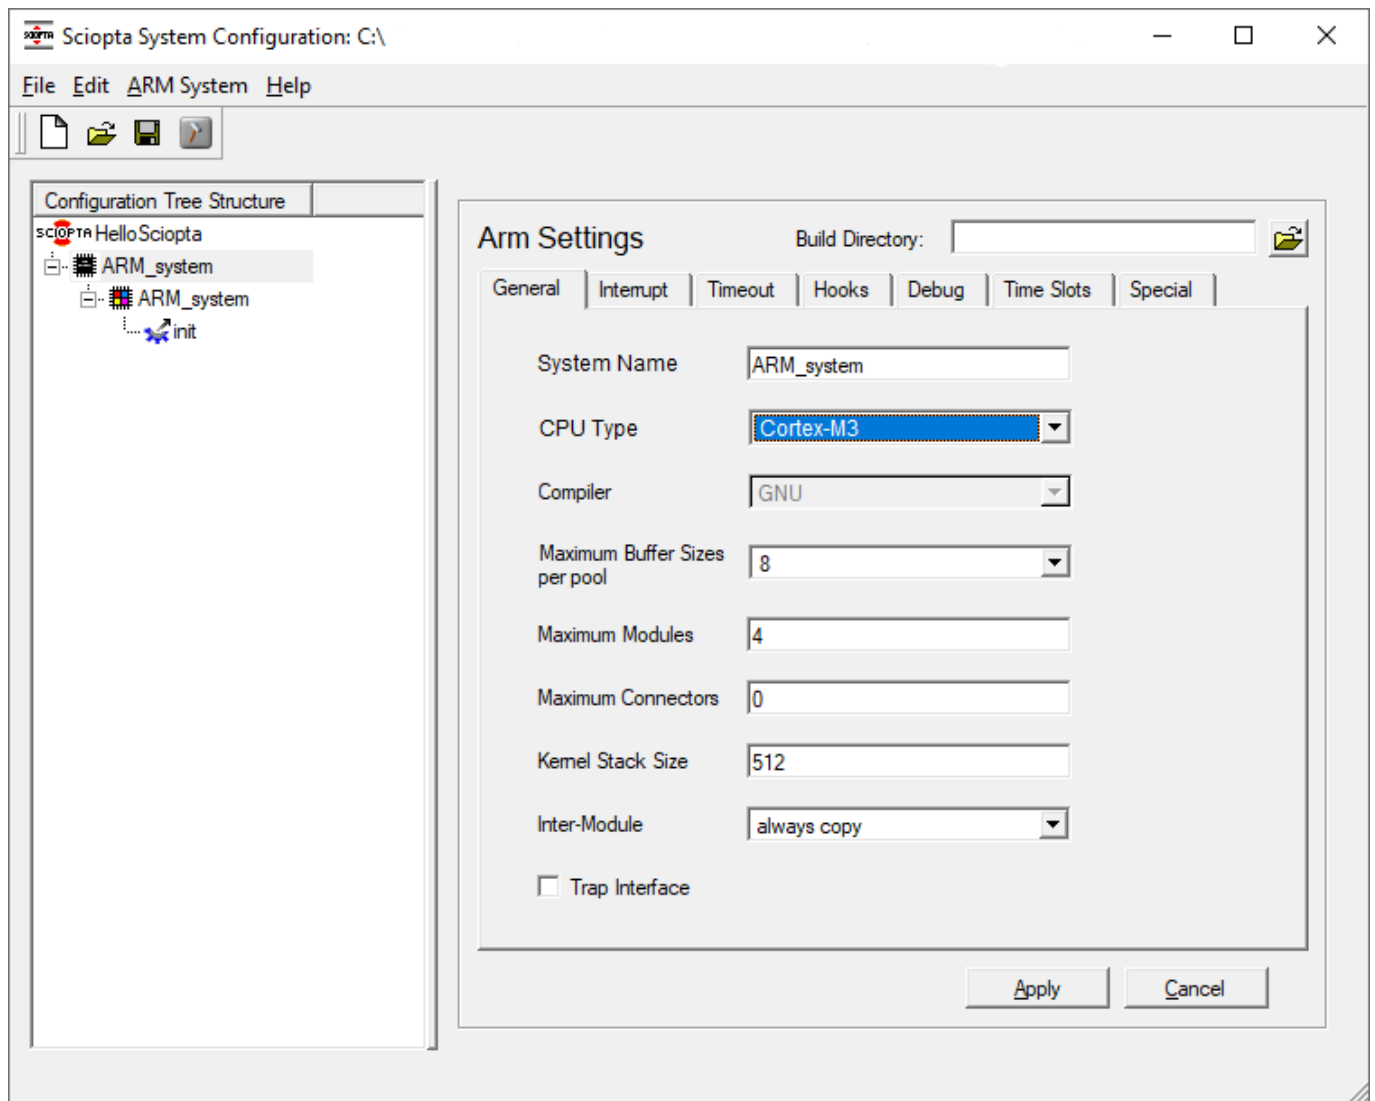 SCIOPTA Sciopta System Configuration: C:\
File Edit ARM System Help
Configuration Tree Structure
SCIOPTA HelloSciopta
ARM_system
ARM_system
init
Arm Settings Build Directory:
General Interrupt Timeout Hooks Debug Time Slots Special
System Name ARM_system
CPU Type Cortex-M3
Compiler GNU
Maximum Buffer Sizes
per pool 8
Maximum Modules 4
Maximum Connectors 0
Kernel Stack Size 512
Inter-Module always copy
Trap Interface
Apply Cancel